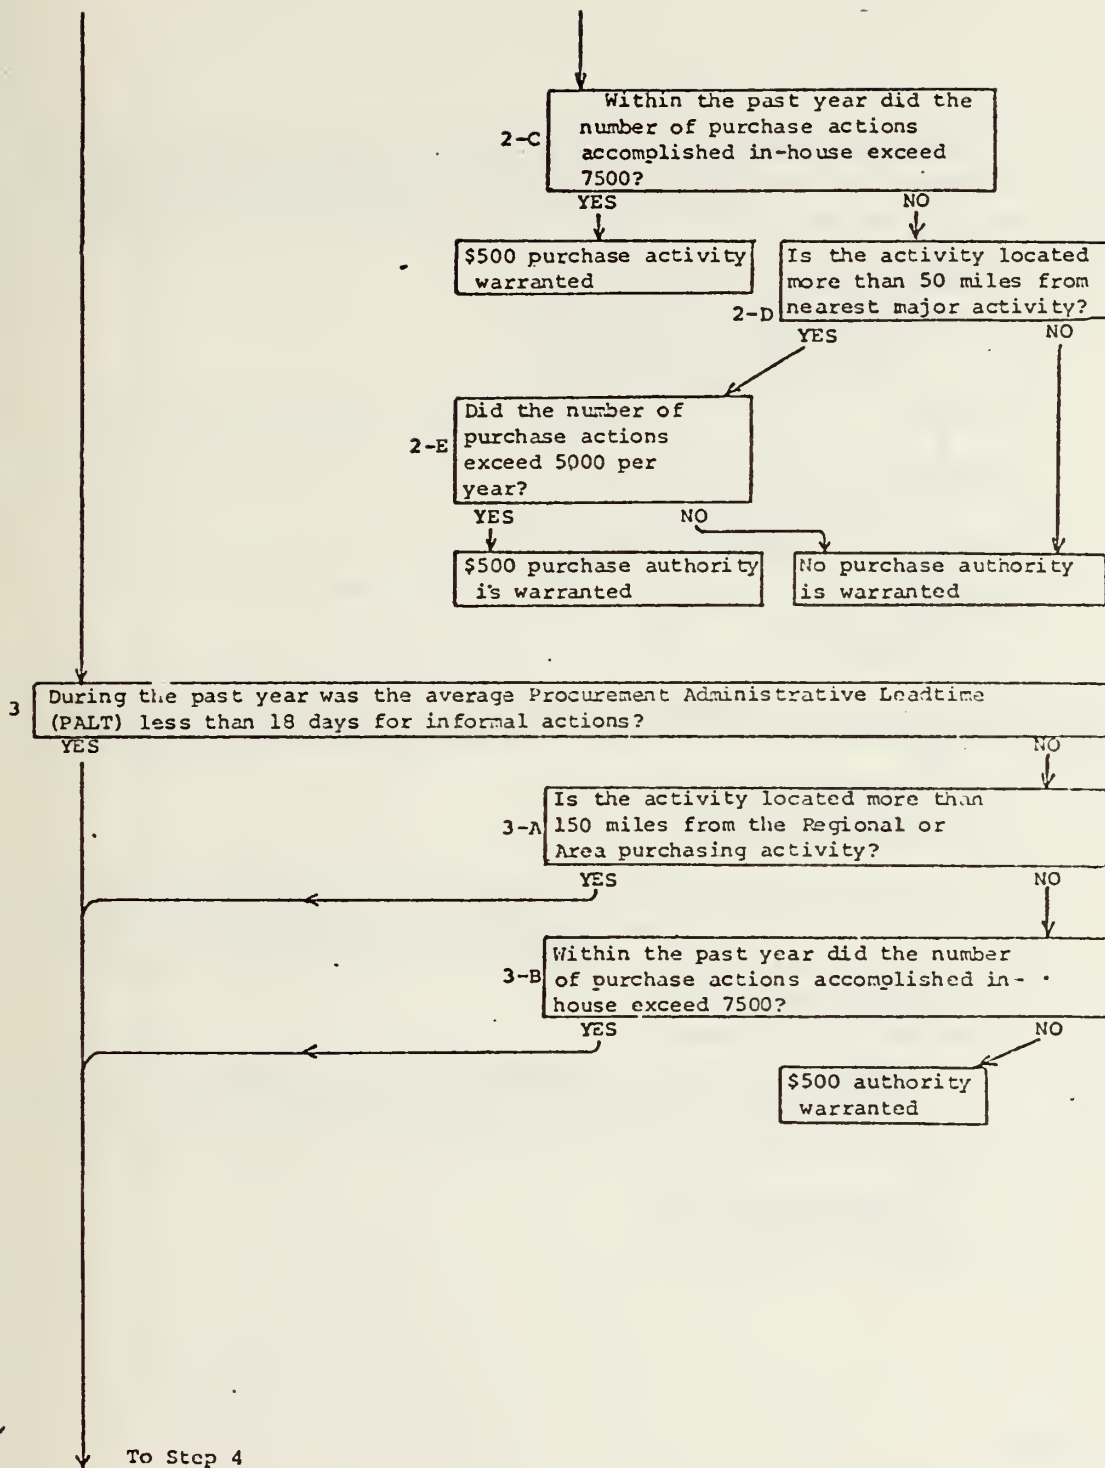 Within the past year did the
2-C
number of purchase actions
accomplished in-house exceed
7500?
YES
NO
$500 purchase activity
warranted
Is the activity located
more than 50 miles from
nearest major activity?
2-D
YES
NO
Did the number of
2-E
purchase actions
exceed 5000 per
year?
YES
NO
$500 purchase authority
is warranted
No purchase authority
is warranted
3
During the past year was the average Procurement Administrative Leadtime
(PALT) less than 18 days for informal actions?
YES
NO
Is the activity located more than
3-A
150 miles from the Regional or
Area purchasing activity?
YES
NO
Within the past year did the number
3-B
of purchase actions accomplished in-
house exceed 7500?
YES
NO
$500 authority
warranted
To Step 4